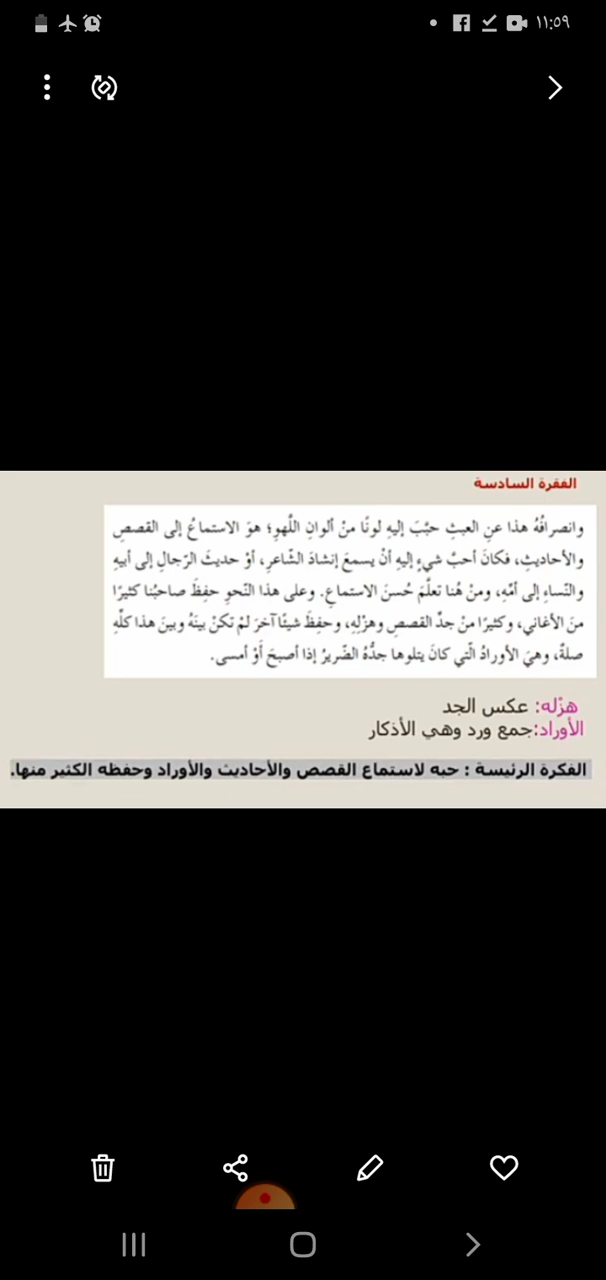 ١١:٥٩
الفقرة السادسة
وانصرافُهُ هذا عنِ العبثِ حبَّبَ إليهِ لونًا منْ ألوانِ اللَّهوِ؛ هوَ الاستماعُ إلى القصصِ
والأحاديثِ، فكانَ أحبَّ شيءٍ إليهِ أنْ يسمعَ إنشادَ الشّاعرِ، أوْ حديثَ الرّجالِ إلى أبيهِ
والنّساءِ إلى أمِّهِ، ومنْ هُنا تعلَّمَ حُسنَ الاستماعِ. وعلى هذا النّحوِ حفِظَ صاحبُنا كثيرًا
منَ الأغاني، وكثيرًا منْ جدِّ القصصِ وهزْلِهِ، وحفِظَ شيئًا آخرَ لمْ تكنْ بينَهُ وبينَ هذا كلِّهِ
صلةٌ، وهيَ الأورادُ الّتي كانَ يتلوها جدُّهُ الضّريرُ إذا أصبحَ أَوْ أمسى.
هزْله: عكس الجد
الأوراد:جمع ورد وهي الأذكار
الفكرة الرئيسة : حبه لاستماع القصص والأحاديث والأوراد وحفظه الكثير منها.